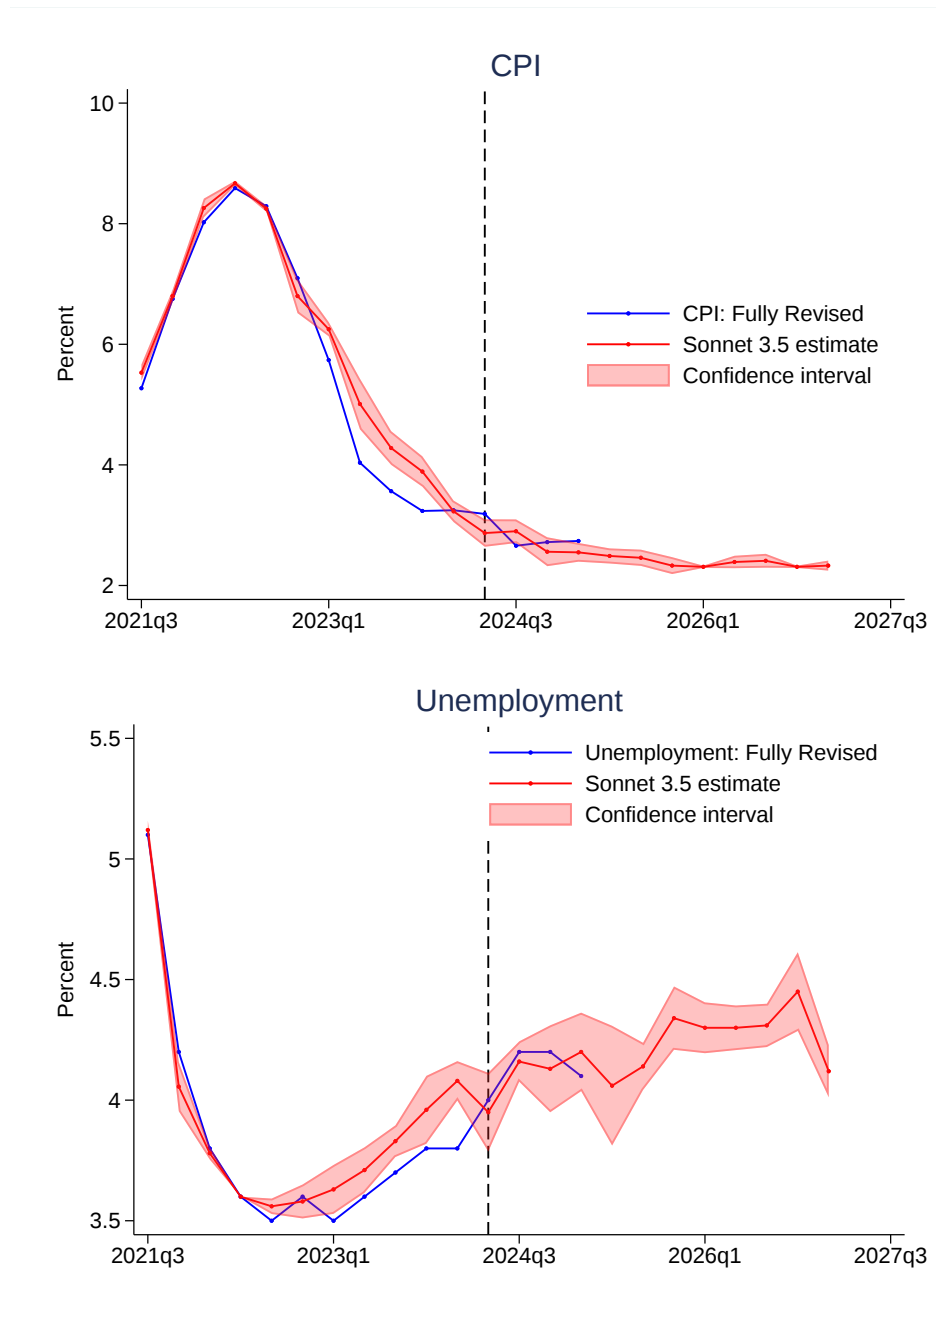 CPI
10
8
6
4
2
Percent
CPI: Fully Revised
Sonnet 3.5 estimate
Confidence interval
2021q3 2023q1 2024q3 2026q1 2027q3
Unemployment
5.5
5
4.5
4
3.5
Percent
Unemployment: Fully Revised
Sonnet 3.5 estimate
Confidence interval
2021q3 2023q1 2024q3 2026q1 2027q3